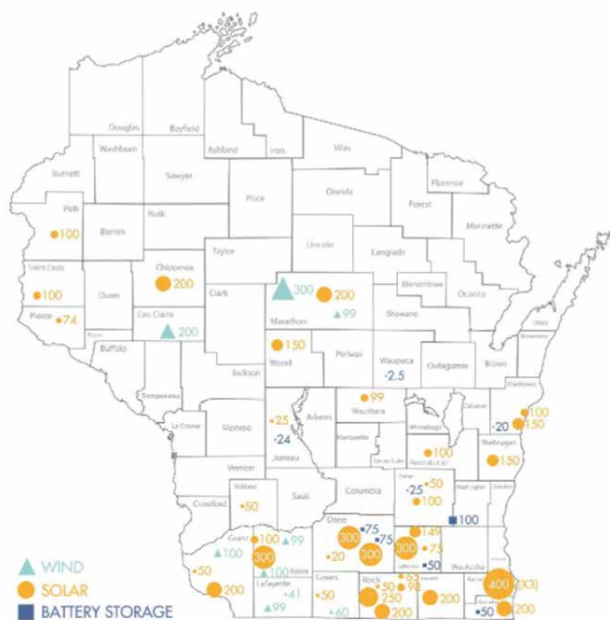 Douglas
Bayfield
Ashland
Iron
Vilas
Washburn
Burnett
Sawyer
Price
Oneida
Florence
Forest
Marinette
Polk
100
Barron
Rusk
Taylor
Lincoln
Langlade
Chippewa
200
Saint Croix
100
Dunn
Clark
Menominee
Oconto
300
200
99
Marathon
Shawano
Pierce
74
Eau Claire
200
Door
Buffalo
150
Wood
Portage
Waupaca
2.5
Outagamie
Brown
Jackson
Trempealeau
99
Waushara
Winnebago
Calumet
20
100
150
La Crosse
Monroe
25
24
Juneau
Adams
Marquette
Green Lake
Fond du Lac
100
Sheboygan
150
Vernon
Richland
50
Sauk
Columbia
Dodge
50
25
100
Washington
100
Crawford
Grant
100
100
99
300
Iowa
100
Dane
75
300
75
300
20
149
300
75
Jefferson
50
Waukesha
50
200
Lafayette
41
99
Green
50
60
Rock
65
50
98
250
200
200
400
(X3)
50
200
WIND
SOLAR
BATTERY STORAGE